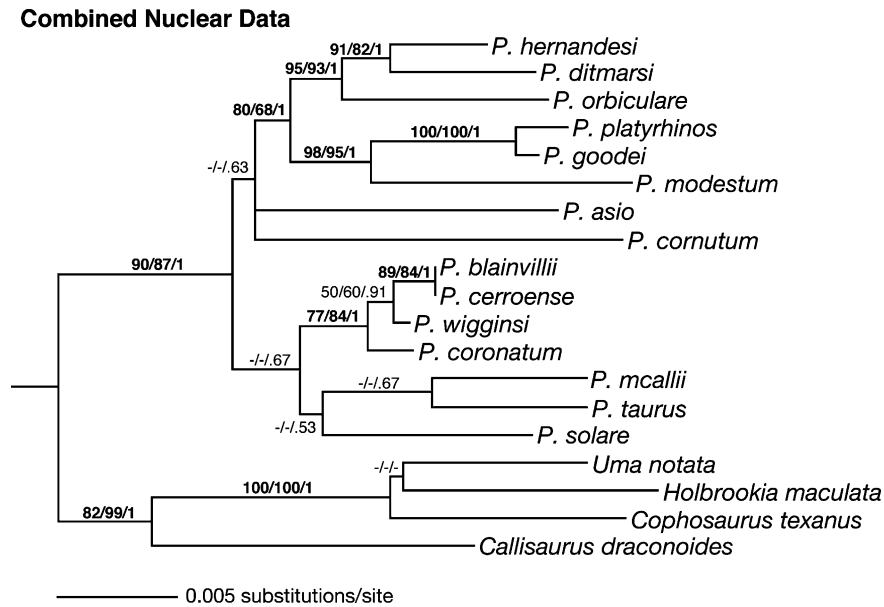 Combined Nuclear Data
91/82/1
P. hernandesi
95/93/1
P. ditmarsi
P. orbiculare
80/68/1
P. platyrhinos
100/100/1
P. goodei
98/95/1
-/-/.63
P. modestum
P. asio
P. cornutum
90/87/1
89/84/1
P. blainvillii
50/60/.91
P. cerroense
77/84/1
P. wigginsi
P. coronatum
-/-/.67
-/-/.67
P. mcallii
P. taurus
-/-/.53
P. solare
-/-/-
Uma notata
100/100/1
Holbrookia maculata
82/99/1
Cophosaurus texanus
Callisaurus draconoides
0.005 substitutions/site